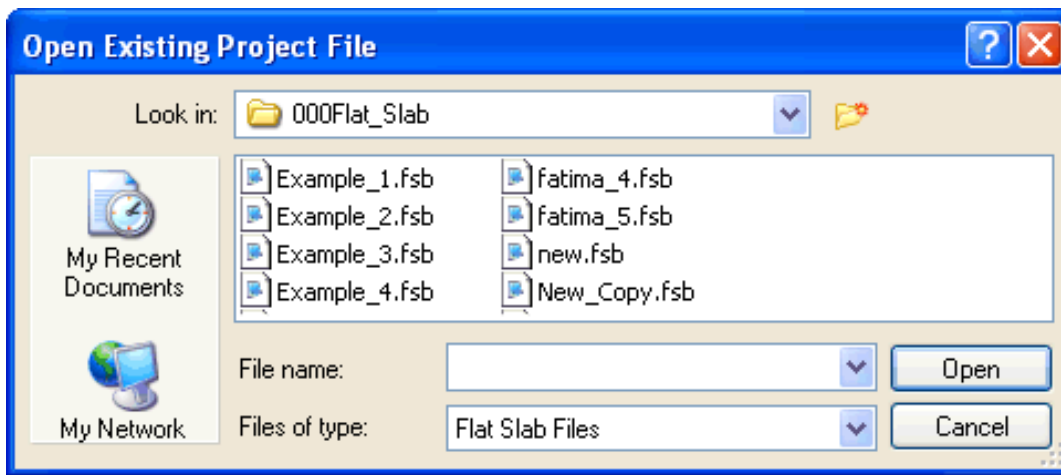 Open Existing Project File
Look in: 000Flat_Slab
My Recent
Documents
My Network
Example_1.fsb
Example_2.fsb
Example_3.fsb
Example_4.fsb
fatima_4.fsb
fatima_5.fsb
new.fsb
New_Copy.fsb
File name:
Open
Files of type: Flat Slab Files
Cancel